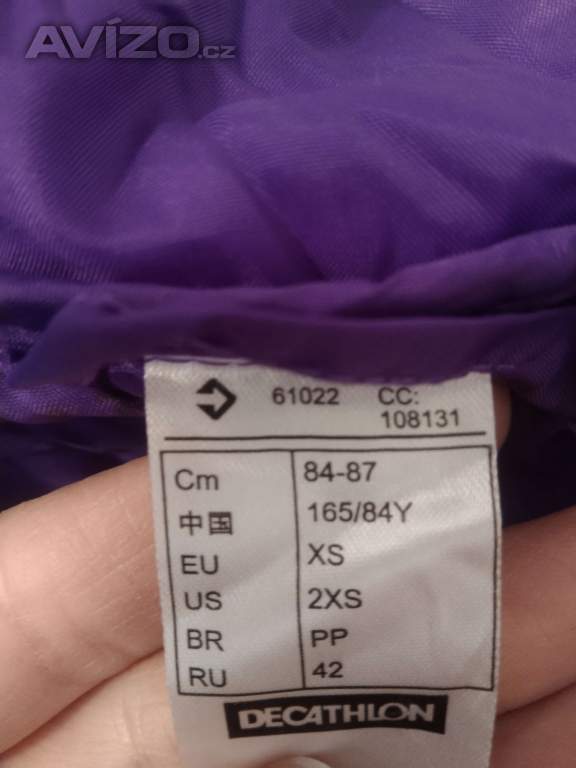 AVÍZO.cz
61022 CC:
108131
Cm 84-87
中国 165/84Y
EU XS
US 2XS
BR PP
RU 42
DECATHLON